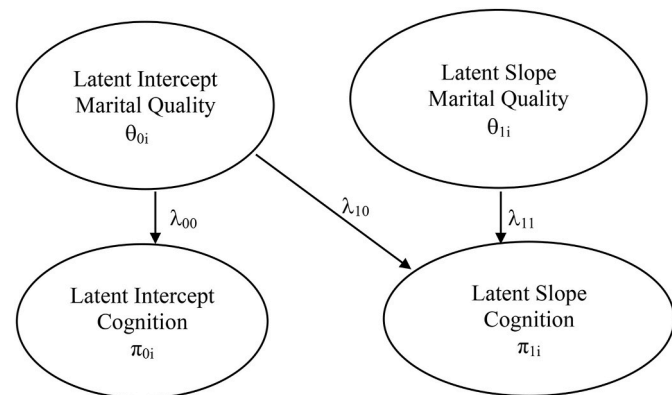 Latent Intercept
Marital Quality
θ0i
Latent Slope
Marital Quality
θ1i
λ00
λ10
λ11
Latent Intercept
Cognition
π0i
Latent Slope
Cognition
π1i